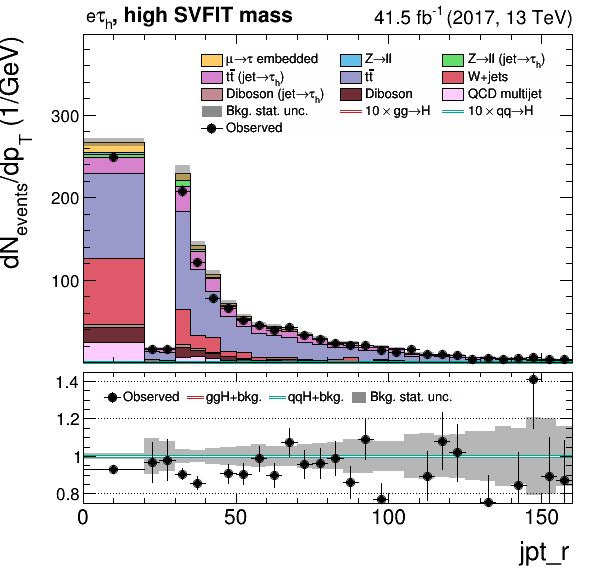 eτh, high SVFIT mass 41.5 fb-1 (2017, 13 TeV)
dNevents/dpT (1/GeV)
μ→τ embedded Z→ll Z→ll (jet→τh)
tt̄ (jet→τh) tt̄ W+jets
Diboson (jet→τh) Diboson QCD multijet
Bkg. stat. unc. 10 × gg→H 10 × qq→H
Observed
300
200
100
1.4
Observed ggH+bkg. qqH+bkg. Bkg. stat. unc.
1.2
1
0.8
0 50 100 150
jpt_r